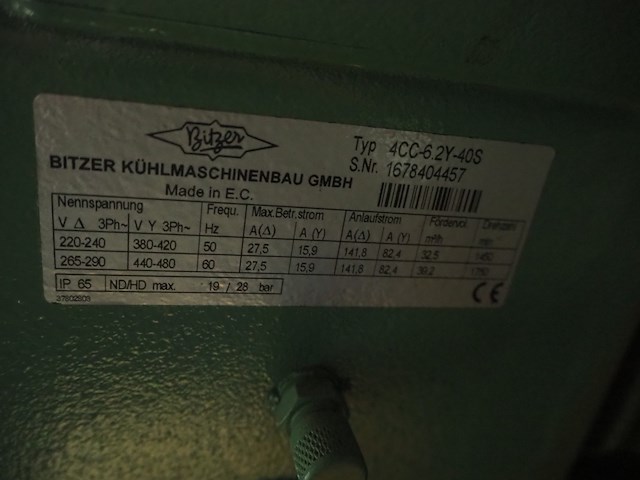 Bitzer
Typ 4CC-6.2Y-40S
S.Nr. 1678404457
BITZER KÜHLMASCHINENBAU GMBH
Made in E.C.
Nennspannung Frequ. Max.Betr.strom Anlaufstrom Fördervol. Drehzahl
V Δ 3Ph~ V Y 3Ph~ Hz A(Δ) A (Y) A(Δ) A (Y) m³/h min⁻¹
220-240 380-420 50 27,5 15,9 141,8 82,4 32,5 1450
265-290 440-480 60 27,5 15,9 141,8 82,4 39,2 1750
IP 65 ND/HD max. 19 / 28 bar
CE